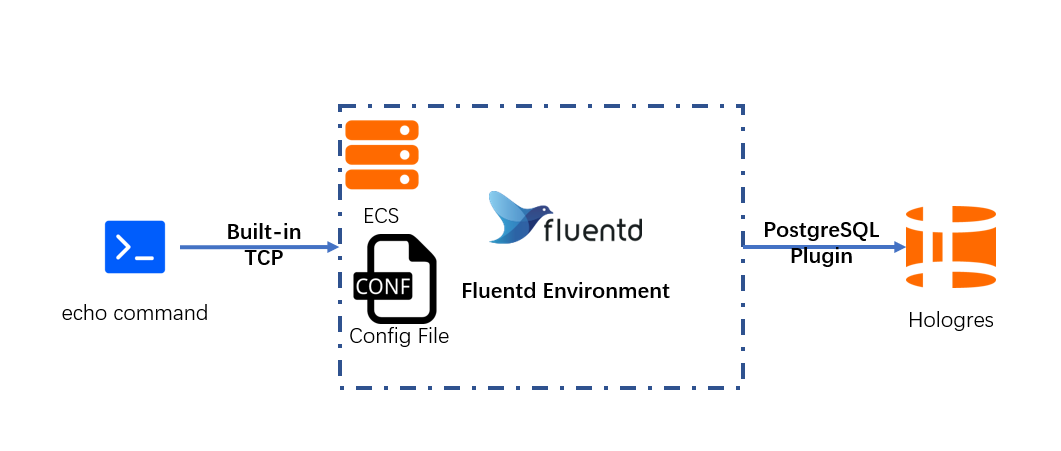 echo command
Built-in
TCP
ECS
CONF
Config File
fluentd
Fluentd Environment
PostgreSQL
Plugin
Hologres